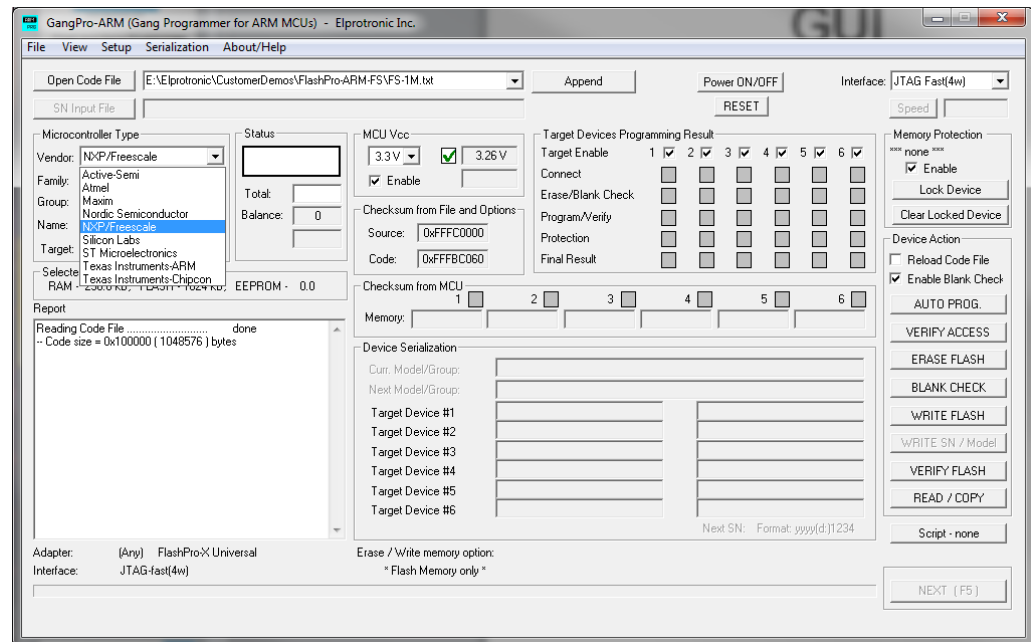 GUI
GangPro-ARM (Gang Programmer for ARM MCUs) - Elprotronic Inc.
File View Setup Serialization About/Help
Open Code File E:\Elprotronic\CustomerDemos\FlashPro-ARM-FS\FS-1M.txt Append Power ON/OFF Interface: JTAG Fast(4w)
SN Input File RESET Speed
Microcontroller Type Status MCU Vcc Target Devices Programming Result Memory Protection
Vendor: NXP/Freescale 3.3 V 3.26 V Target Enable 1 2 3 4 5 6 *** none ***
Family: Active-Semi Enable Connect Enable
Atmel Total: Erase/Blank Check Lock Device
Group: Maxim
Nordic Semiconductor Balance: 0 Checksum from File and Options Program/Verify Clear Locked Device
Name: NXP/Freescale Source: 0xFFFC0000 Protection Device Action
Silicon Labs
Target: ST Microelectronics Code: 0xFFFBC060 Final Result Reload Code File
Texas Instruments-ARM
Selecte Texas Instruments-Chipcon Enable Blank Check
RAM - EEPROM - 0.0 Checksum from MCU
1 2 3 4 5 6 AUTO PROG.
Report Memory:
Reading Code File .......................... done VERIFY ACCESS
-- Code size = 0x100000 ( 1048576 ) bytes Device Serialization
Curr. Model/Group: ERASE FLASH
Next Model/Group: BLANK CHECK
Target Device #1 WRITE FLASH
Target Device #2 WRITE SN / Model
Target Device #3
Target Device #4 VERIFY FLASH
Target Device #5 READ / COPY
Target Device #6
Next SN: Format: yyyy(d:)1234 Script - none
Adapter: (Any) FlashPro-X Universal Erase / Write memory option:
Interface: JTAG-fast(4w) * Flash Memory only *
NEXT ( F5 )